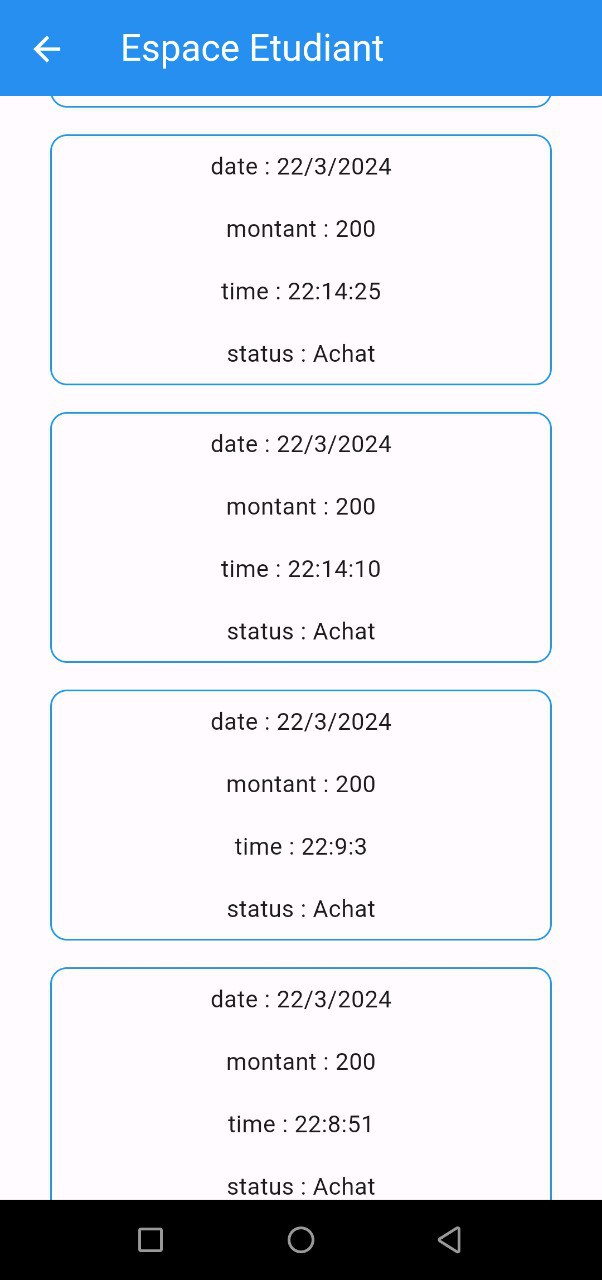 Espace Etudiant
date : 22/3/2024
montant : 200
time : 22:14:25
status : Achat
date : 22/3/2024
montant : 200
time : 22:14:10
status : Achat
date : 22/3/2024
montant : 200
time : 22:9:3
status : Achat
date : 22/3/2024
montant : 200
time : 22:8:51
status : Achat